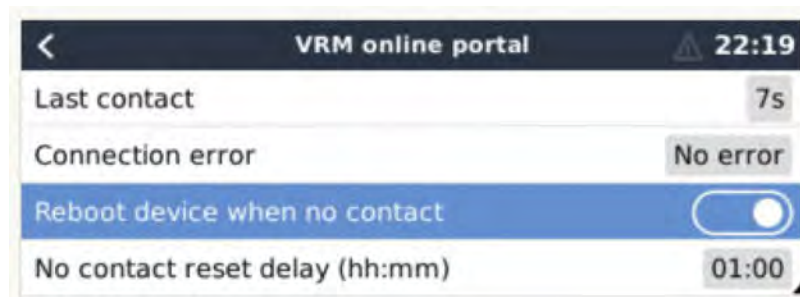 VRM online portal 22:19
Last contact 7s
Connection error No error
Reboot device when no contact
No contact reset delay (hh:mm) 01:00